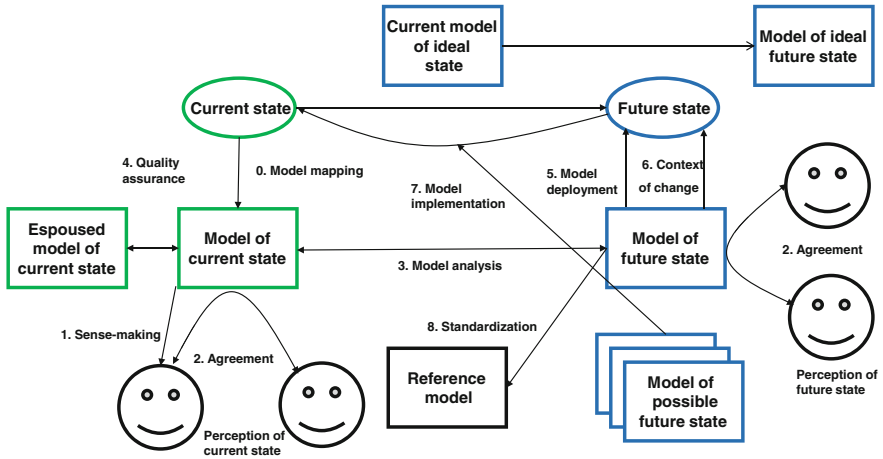 Current model
of ideal
state
Model of ideal
future state
Current state
Future state
4. Quality
assurance
0. Model mapping
7. Model
implementation
5. Model
deployment
6. Context
of change
Espoused
model of
current state
Model of
current state
3. Model analysis
Model of
future state
2. Agreement
1. Sense-making
2. Agreement
8. Standardization
Reference
model
Model of
possible
future state
Perception of
future state
Perception of
current state